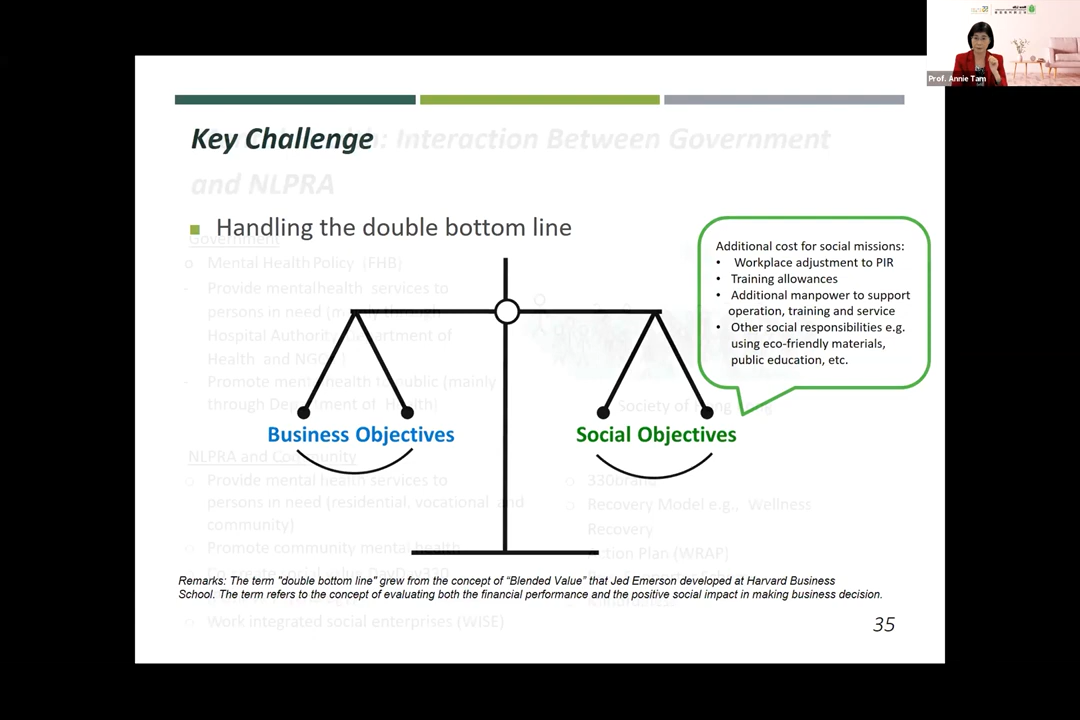 Prof. Annie Tam
Key Challenge
: Interaction Between Government
and NLPRA
Handling the double bottom line
Government
Mental Health Policy (FHB)
Provide mental health services to
persons in need (mainly through
Hospital Authority, Department of
Health and NGOs)
Promote mental health to public (mainly
through Department of Health)
Additional cost for social missions:
• Workplace adjustment to PIR
• Training allowances
• Additional manpower to support
operation, training and service
• Other social responsibilities e.g.
using eco-friendly materials,
public education, etc.
Society of Hong Kong
Business Objectives
Social Objectives
NLPRA and Community
Provide mental health services to
persons in need (residential, vocational and
community)
Promote community mental health
Work integrated social enterprises (WISE)
330brand
Recovery Model e.g., Wellness
Recovery
Action Plan (WRAP)
Remarks: The term "double bottom line" grew from the concept of “Blended Value” that Jed Emerson developed at Harvard Business
School. The term refers to the concept of evaluating both the financial performance and the positive social impact in making business decision.
35